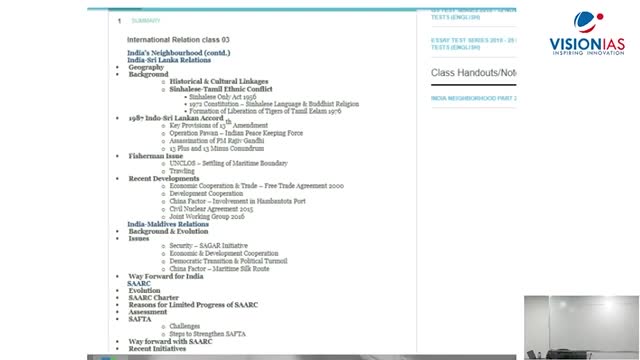 1 SUMMARY
International Relation class 03
India's Neighbourhood (contd.)
India-Sri Lanka Relations
• Geography
• Background
o Historical & Cultural Linkages
o Sinhalese-Tamil Ethnic Conflict
• Sinhalese Only Act 1956
• 1972 Constitution – Sinhalese Language & Buddhist Religion
• Formation of Liberation of Tigers of Tamil Eelam 1976
• 1987 Indo-Sri Lankan Accord
o Key Provisions of 13th Amendment
o Operation Pawan – Indian Peace Keeping Force
o Assassination of PM Rajiv Gandhi
o 13 Plus and 13 Minus Conundrum
• Fisherman Issue
o UNCLOS – Settling of Maritime Boundary
o Trawling
• Recent Developments
o Economic Cooperation & Trade – Free Trade Agreement 2000
o Development Cooperation
o China Factor – Involvement in Hambantota Port
o Civil Nuclear Agreement 2015
o Joint Working Group 2016
India-Maldives Relations
• Background & Evolution
• Issues
o Security – SAGAR Initiative
o Economic & Development Cooperation
o Democratic Transition & Political Turmoil
o China Factor – Maritime Silk Route
• Way Forward for India
SAARC
• Evolution
• SAARC Charter
• Reasons for Limited Progress of SAARC
• Assessment
• SAFTA
o Challenges
o Steps to Strengthen SAFTA
• Way forward with SAARC
• Recent Initiatives
TEST SERIES 2019 -
TESTS (ENGLISH)
ESSAY TEST SERIES 2019 - 25
TESTS (ENGLISH)
Class Handouts/Not
INDIA NEIGHBORHOOD PART 2
VISIONIAS
INSPIRING INNOVATION